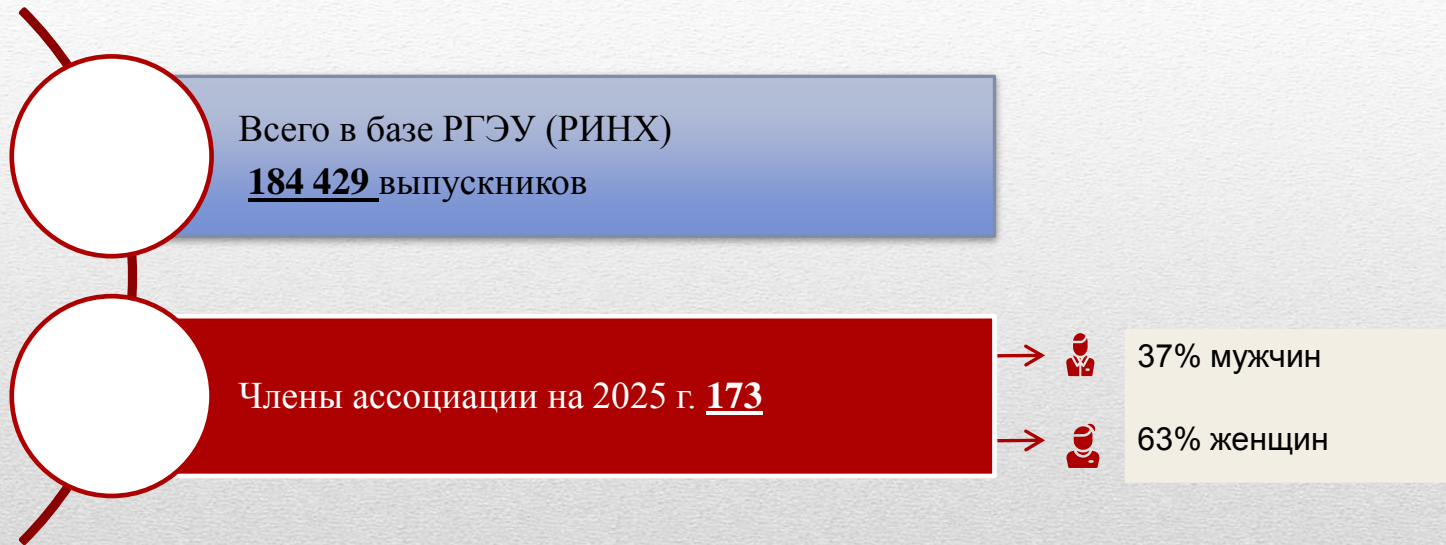 Всего в базе РГЭУ (РИНХ)
184 429 выпускников
Члены ассоциации на 2025 г. 173
37% мужчин
63% женщин